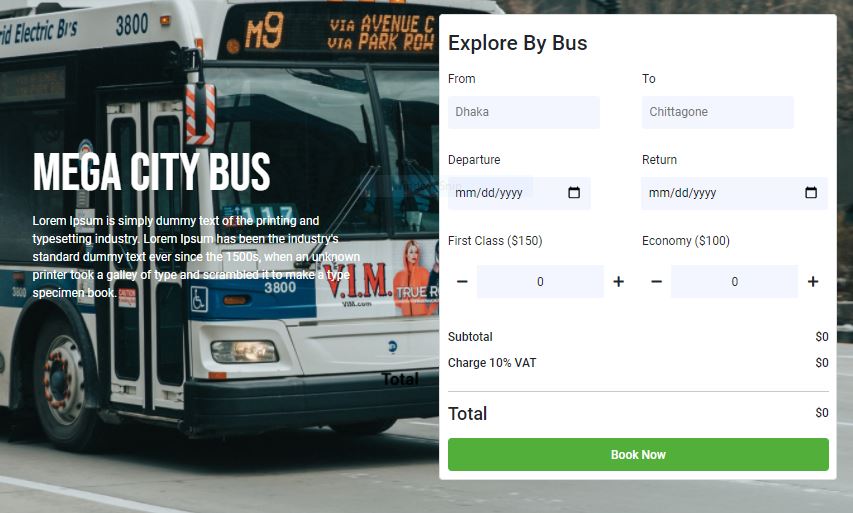 rid Electric Bus
3800
M9
VIA AVENUE C
VIA PARK ROW
MEGA CITY BUS
Lorem Ipsum is simply dummy text of the printing and
typesetting industry. Lorem Ipsum has been the industry's
standard dummy text ever since the 1500s, when an unknown
printer took a galley of type and scrambled it to make a type
specimen book.
3800
CAUTION
3800
V.I.M.
VIM.com
TRUE R
Total
Explore By Bus
From To
Dhaka Chittagone
Departure Return
mm/dd/yyyy mm/dd/yyyy
First Class ($150) Economy ($100)
− 0 + − 0 +
Subtotal $0
Charge 10% VAT $0
Total $0
Book Now